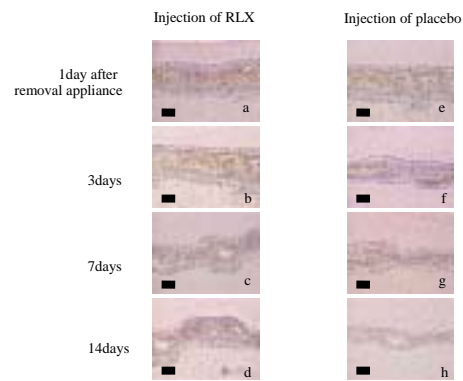 Injection of RLX
Injection of placebo
1day after
removal appliance
a
e
3days
b
f
7days
c
g
14days
d
h